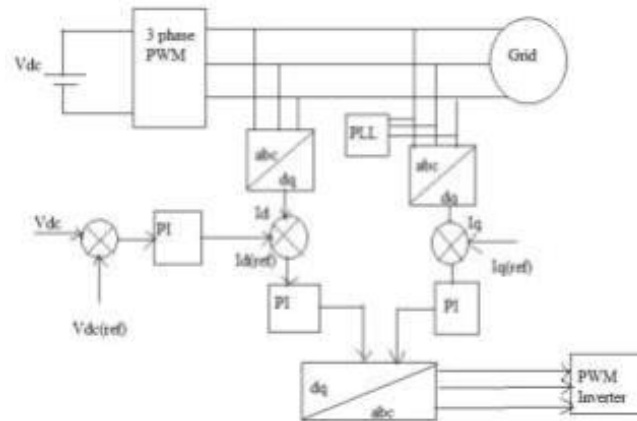 3 phase
PWM
Vdc
Grid
PLL
abc
dq
abc
dq
Id
Iq
Vdc
PI
Id(ref)
Iq(ref)
Vdc(ref)
PI
PI
dq
abc
PWM
Inverter